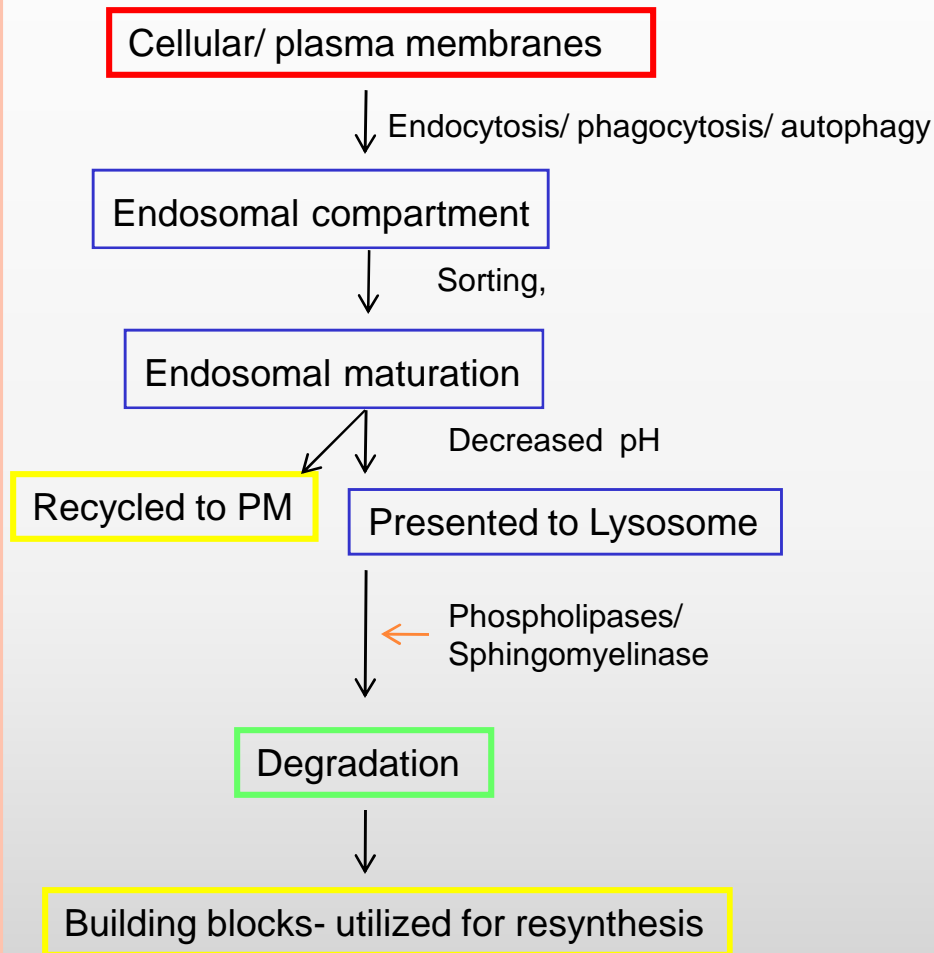 Cellular/ plasma membranes
Endocytosis/ phagocytosis/ autophagy
Endosomal compartment
Sorting,
Endosomal maturation
Decreased pH
Recycled to PM
Presented to Lysosome
Phospholipases/
Sphingomyelinase
Degradation
Building blocks- utilized for resynthesis